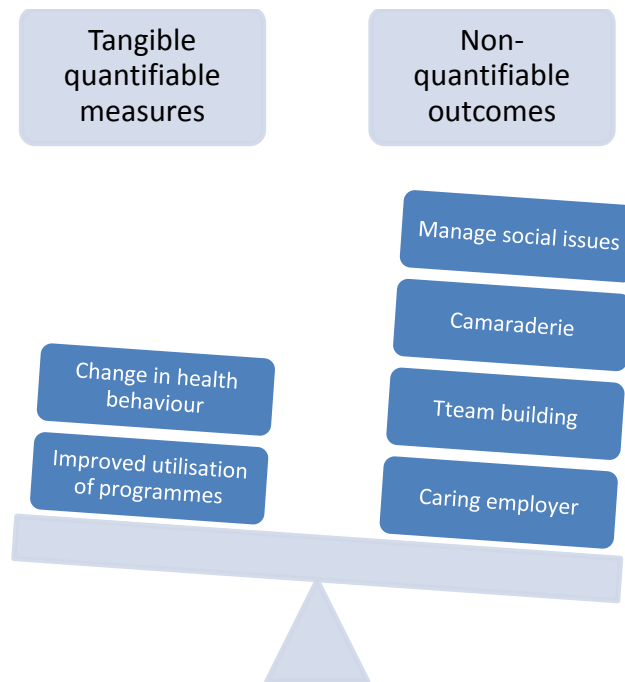 Tangible
quantifiable
measures
Non-
quantifiable
outcomes
Manage social issues
Camaraderie
Change in health
behaviour
Tteam building
Improved utilisation
of programmes
Caring employer